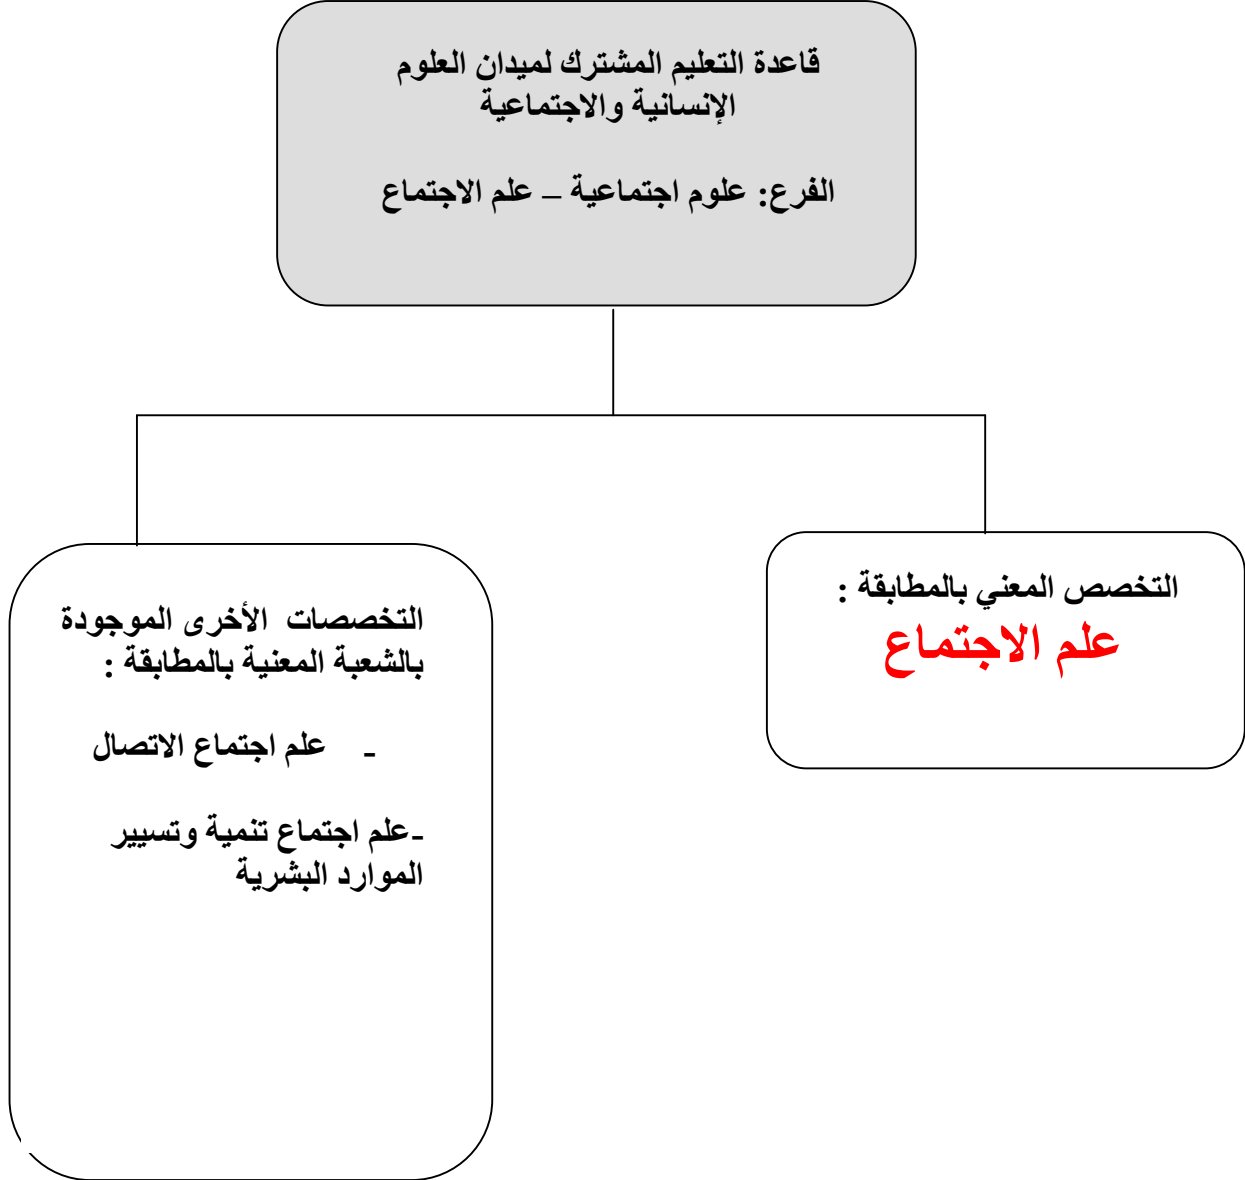 قاعدة التعليم المشترك لميدان العلوم
الإنسانية والاجتماعية
الفرع: علوم اجتماعية – علم الاجتماع
التخصص المعني بالمطابقة :
علم الاجتماع
التخصصات الأخرى الموجودة
بالشعبة المعنية بالمطابقة :
- علم اجتماع الاتصال
-علم اجتماع تنمية وتسيير
الموارد البشرية